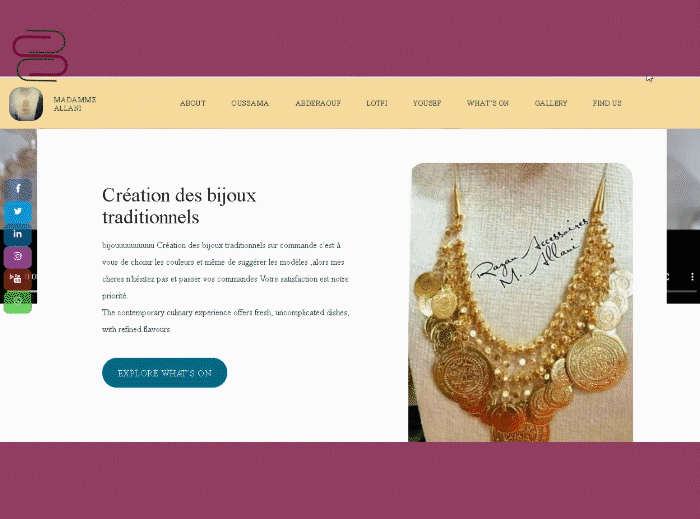 MADAMME
ALLANI
ABOUT OUSSAMA ABDERAOUF LOTFI YOUSEF WHAT'S ON GALLERY FIND US
Création des bijoux
traditionnels
bijouuuuuuuuuu Création des bijoux traditionnels sur commande c'est à
vous de choisir les couleurs et même de suggérer les modèles ,alors mes
cheres n'hésitez pas et passer vos commandes Votre satisfaction est notre
priorité.
The contemporary culinary experience offers fresh, uncomplicated dishes,
with refined flavours
EXPLORE WHAT'S ON
Razan Accessoires
M. Allani